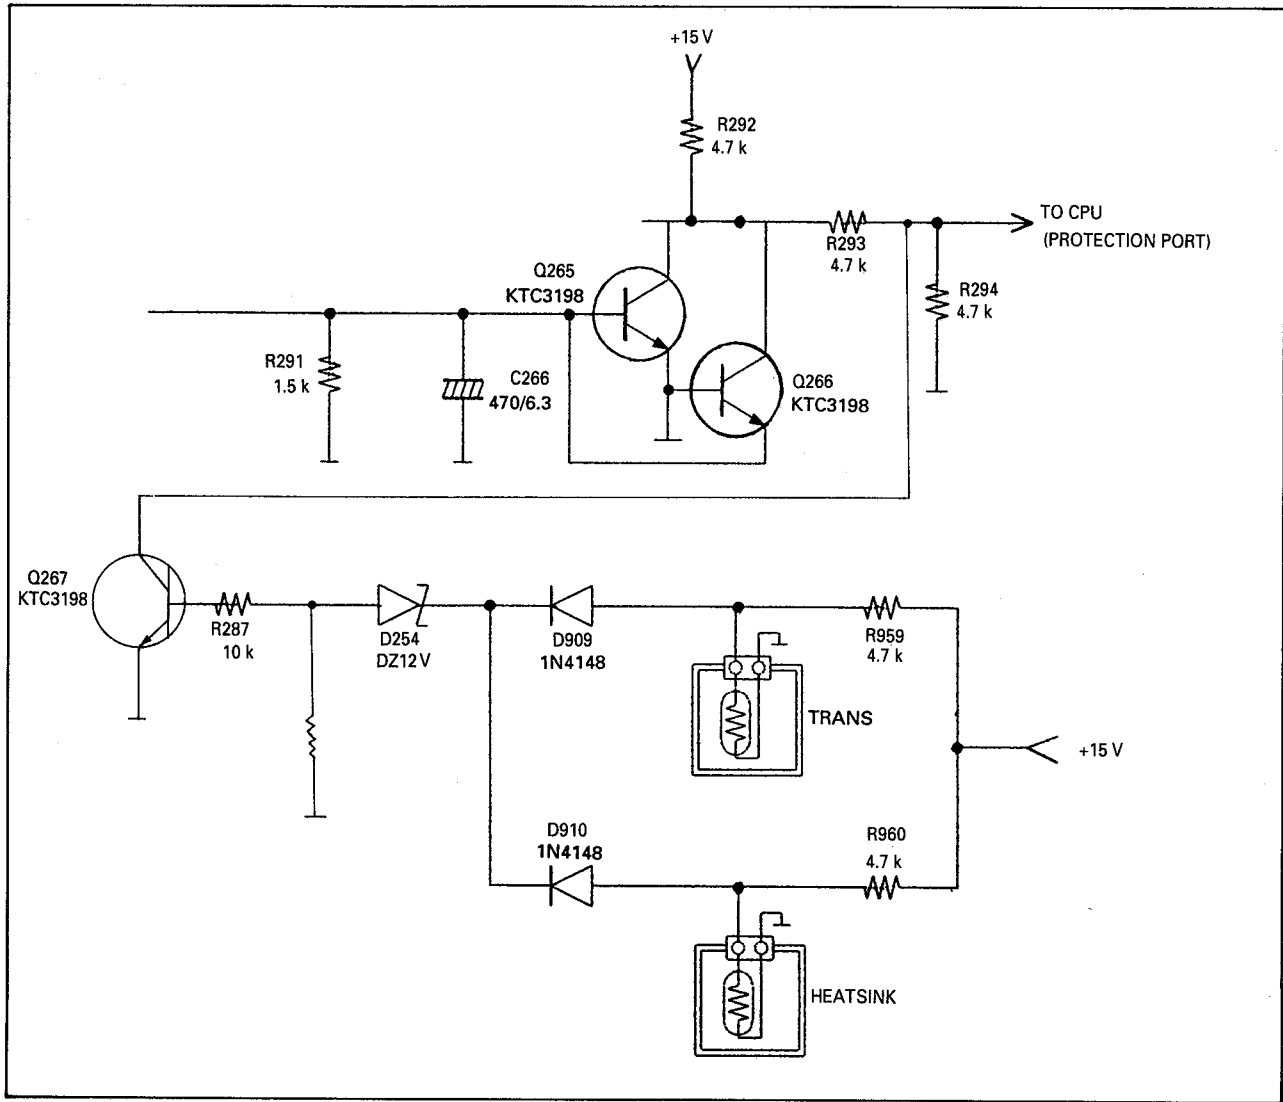 +15 V
R292
4.7 k
TO CPU
(PROTECTION PORT)
R293
4.7 k
R294
4.7 k
Q265
KTC3198
R291
1.5 k
C266
470/6.3
Q266
KTC3198
Q267
KTC3198
R287
10 k
D254
DZ12 V
D909
1N4148
R959
4.7 k
TRANS
+15 V
D910
1N4148
R960
4.7 k
HEATSINK